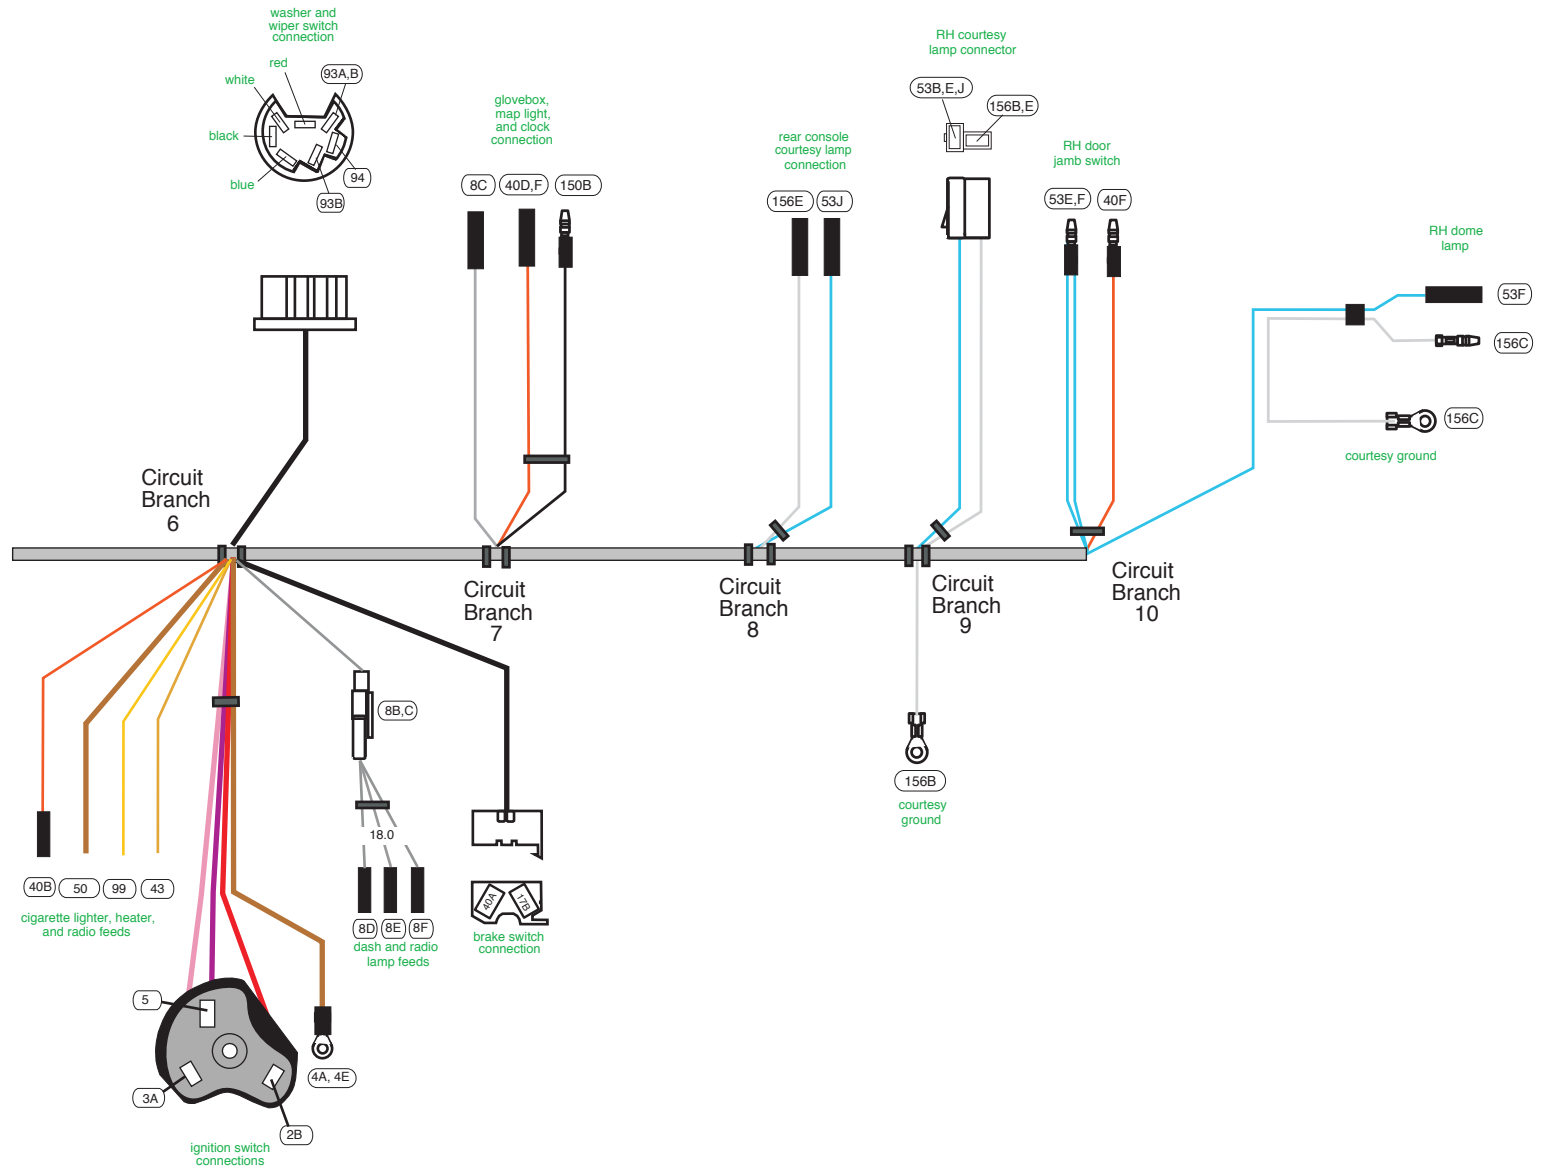 washer and
wiper switch
connection
red
93A,B
white
black
blue
94
93B
glovebox,
map light,
and clock
connection
8C
40D,F
150B
rear console
courtesy lamp
connection
156E
53J
RH courtesy
lamp connector
53B,E,J
156B,E
RH door
jamb switch
53E,F
40F
RH dome
lamp
53F
156C
156C
courtesy ground
Circuit
Branch
6
Circuit
Branch
7
Circuit
Branch
8
Circuit
Branch
9
Circuit
Branch
10
8B,C
18.0
156B
courtesy
ground
40B
50
99
43
cigarette lighter, heater,
and radio feeds
8D
8E
8F
dash and radio
lamp feeds
40A
17B
brake switch
connection
5
3A
4A, 4E
2B
ignition switch
connections